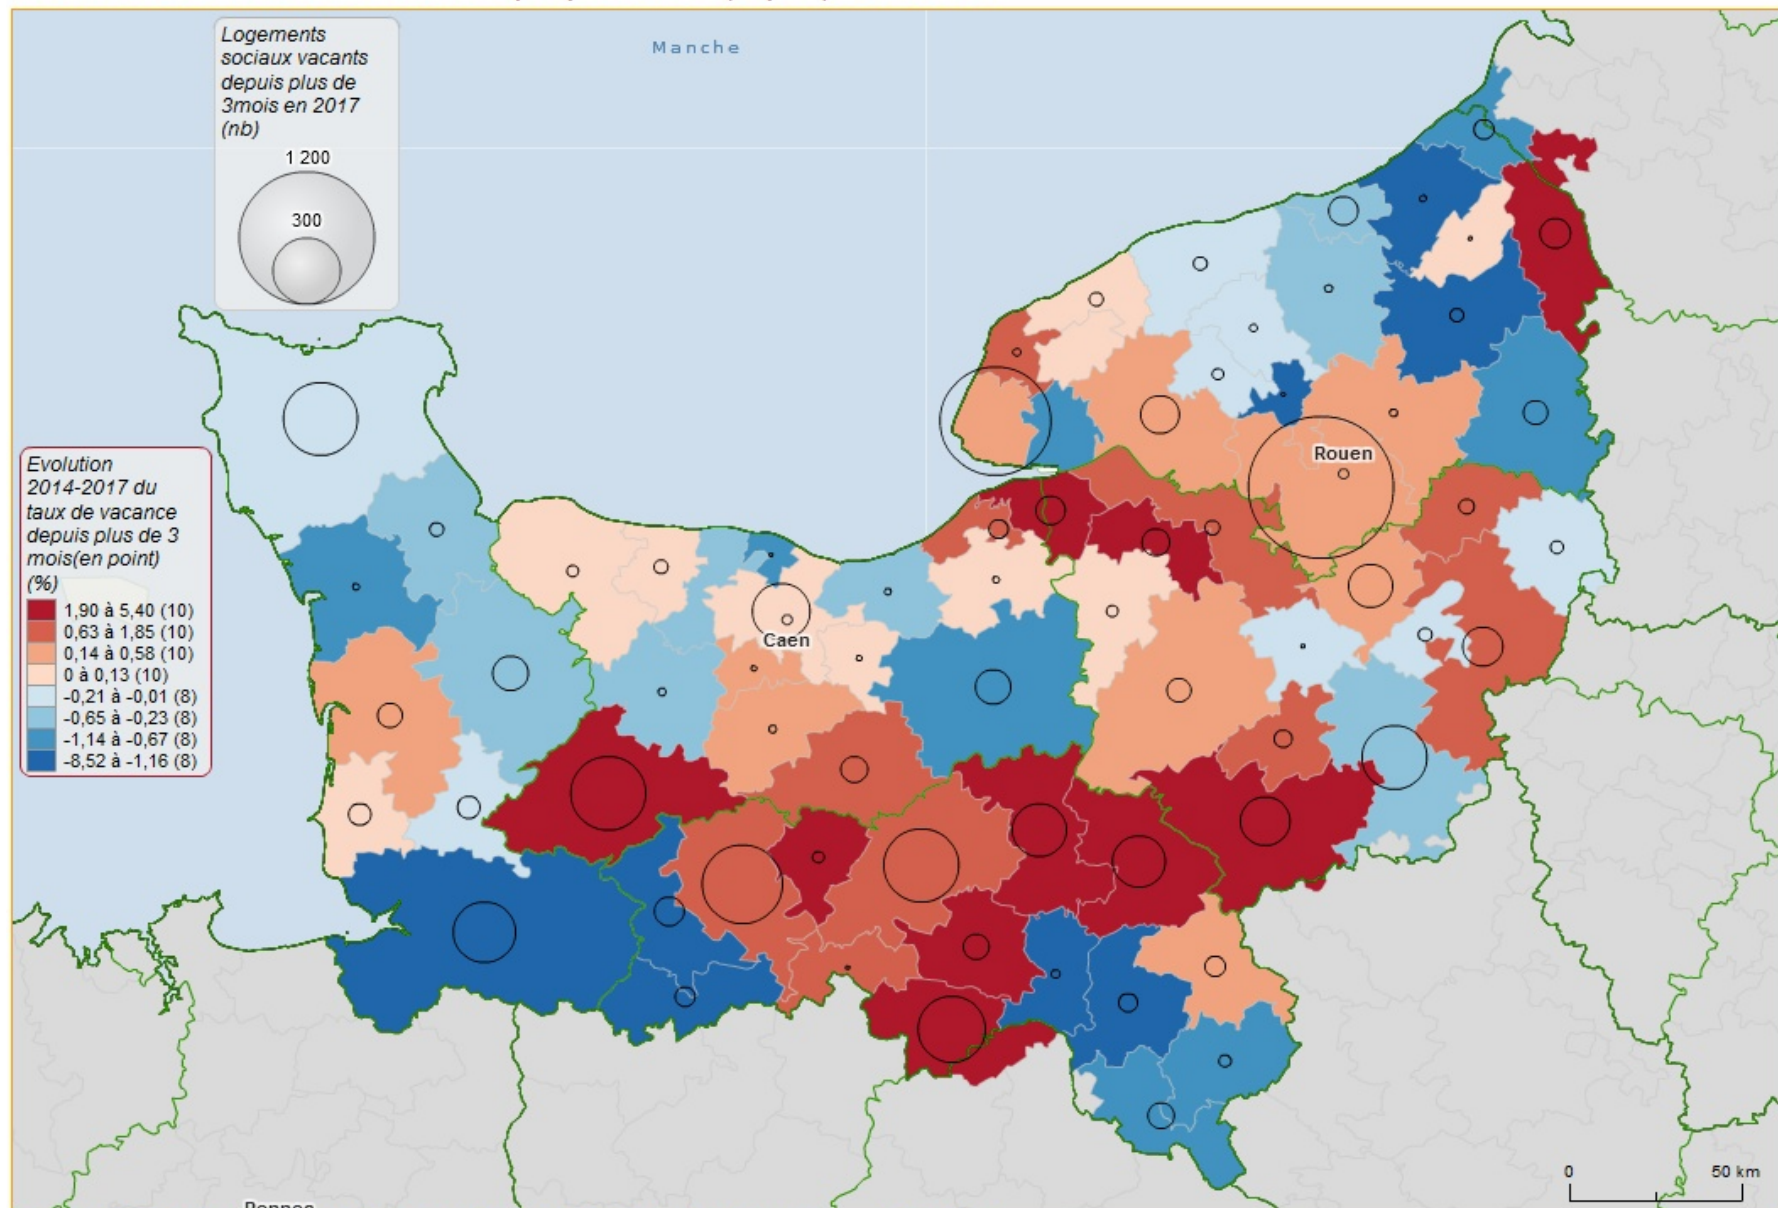 Manche
Logements
sociaux vacants
depuis plus de
3mois en 2017
(nb)
1 200
300
Evolution
2014-2017 du
taux de vacance
depuis plus de 3
mois(en point)
(%)
1,90 à 5,40 (10)
0,63 à 1,85 (10)
0,14 à 0,58 (10)
0 à 0,13 (10)
-0,21 à -0,01 (8)
-0,65 à -0,23 (8)
-1,14 à -0,67 (8)
-8,52 à -1,16 (8)
Rouen
Caen
0 50 km